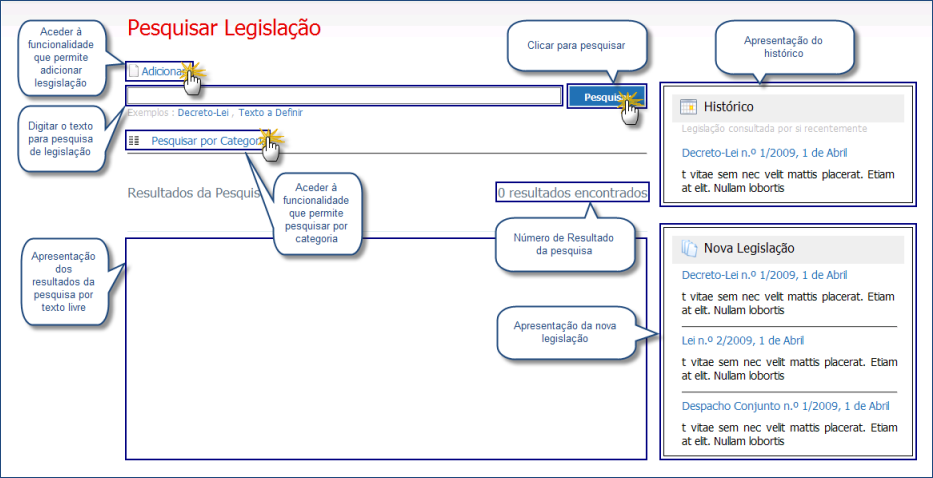 Pesquisar Legislação
Aceder à
funcionalidade
que permite
adicionar
lesgislação
Adiciona
Clicar para pesquisar
Apresentação do
histórico
Digitar o texto
para pesquisa
de legislação
Pesquis
Exemplos : Decreto-Lei , Texto a Definir
Pesquisar por Categoria
Histórico
Legislação consultada por si recentemente
Decreto-Lei n.º 1/2009, 1 de Abril
t vitae sem nec velit mattis placerat. Etiam
at elit. Nullam lobortis
Resultados da Pesquis
Aceder à
funcionalidade
que permite
pesquisar por
categoria
0 resultados encontrados
Número de Resultado
da pesquisa
Apresentação
dos
resultados da
pesquisa por
texto livre
Apresentação da nova
legislação
Nova Legislação
Decreto-Lei n.º 1/2009, 1 de Abril
t vitae sem nec velit mattis placerat. Etiam
at elit. Nullam lobortis
Lei n.º 2/2009, 1 de Abril
t vitae sem nec velit mattis placerat. Etiam
at elit. Nullam lobortis
Despacho Conjunto n.º 1/2009, 1 de Abril
t vitae sem nec velit mattis placerat. Etiam
at elit. Nullam lobortis